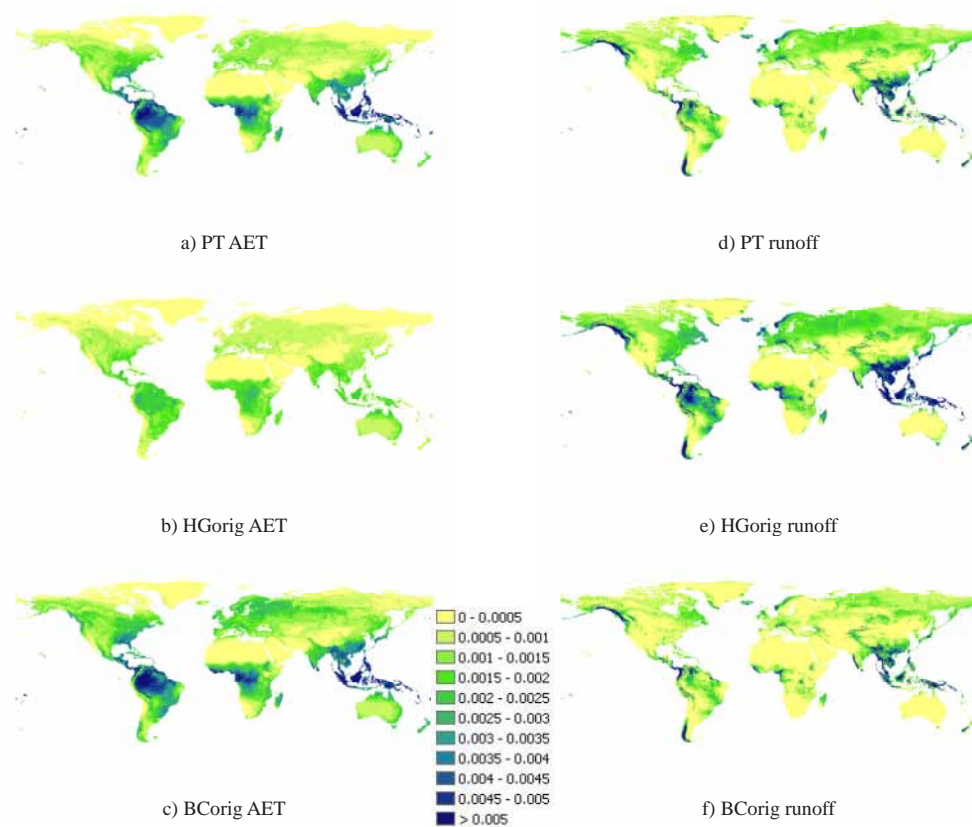 a) PT AET
d) PT runoff
b) HGorig AET
e) HGorig runoff
0 - 0.0005
0.0005 - 0.001
0.001 - 0.0015
0.0015 - 0.002
0.002 - 0.0025
0.0025 - 0.003
0.003 - 0.0035
0.0035 - 0.004
0.004 - 0.0045
0.0045 - 0.005
> 0.005
c) BCorig AET
f) BCorig runoff